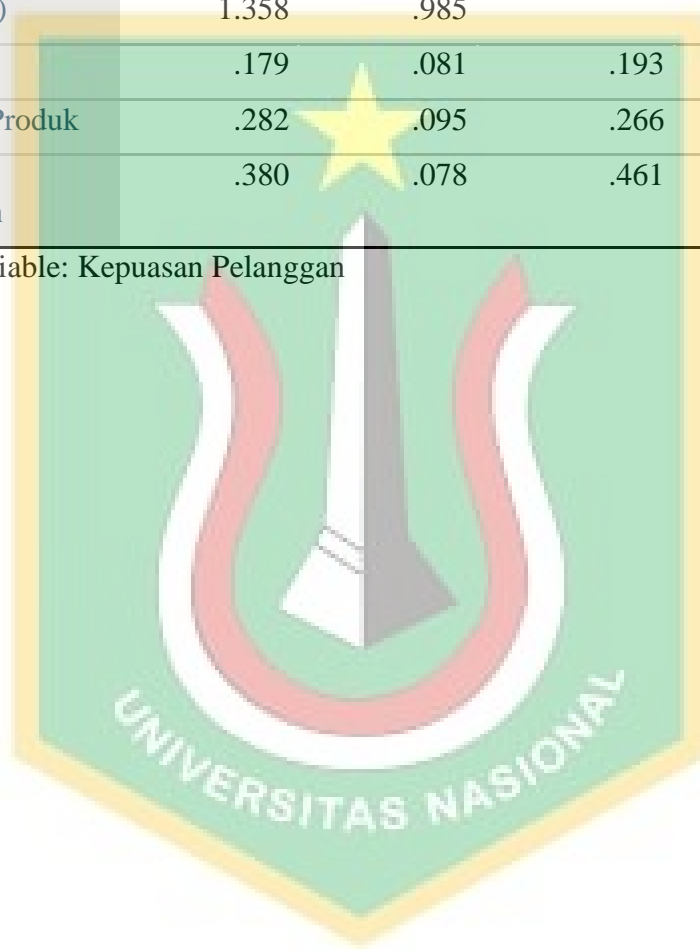 ) 1.358 .985
.179 .081 .193
Produk .282 .095 .266
.380 .078 .461
n
iable: Kepuasan Pelanggan
UNIVERSITAS NASIONAL